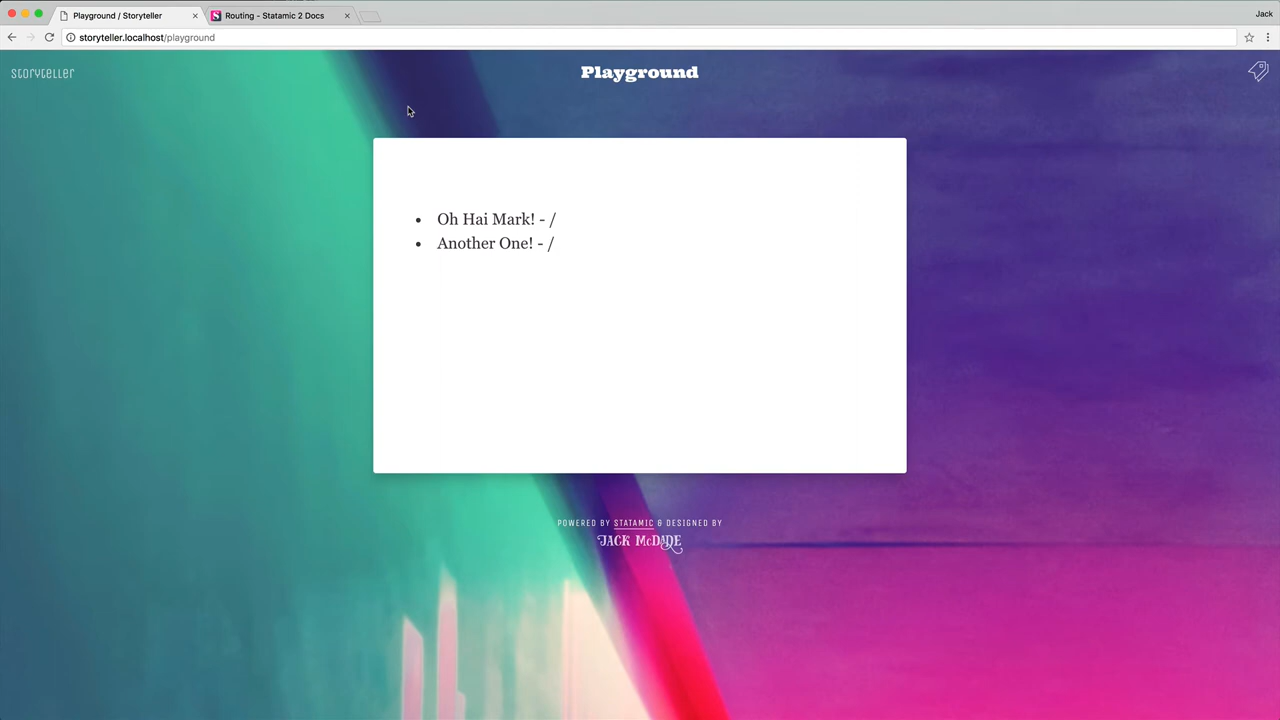 Playground / Storyteller
Routing - Statamic 2 Docs
Jack
storyteller.localhost/playground
Storyteller
Playground
• Oh Hai Mark! - /
• Another One! - /
POWERED BY STATAMIC & DESIGNED BY
JACK McDADE